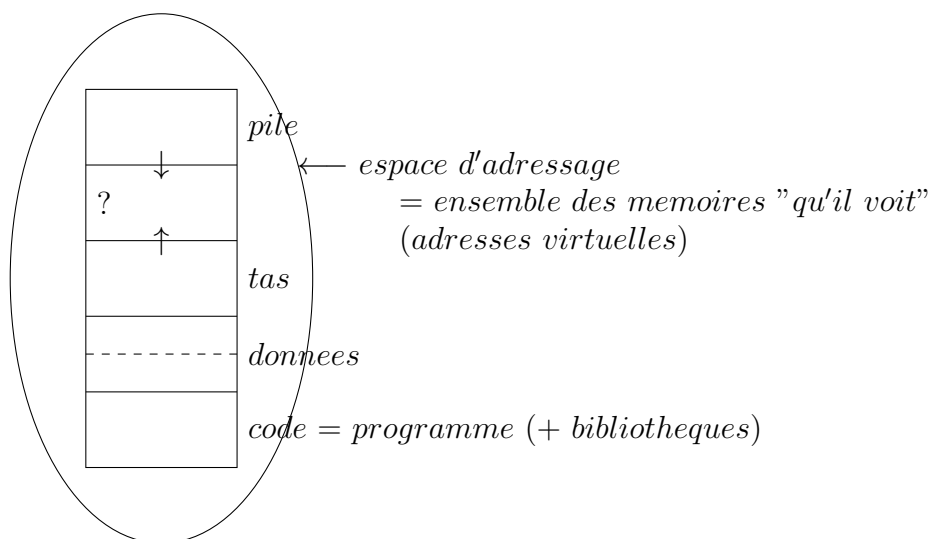 pile
← espace d'adressage
?
= ensemble des memoires "qu'il voit"
(adresses virtuelles)
tas
donnees
code = programme (+ bibliotheques)